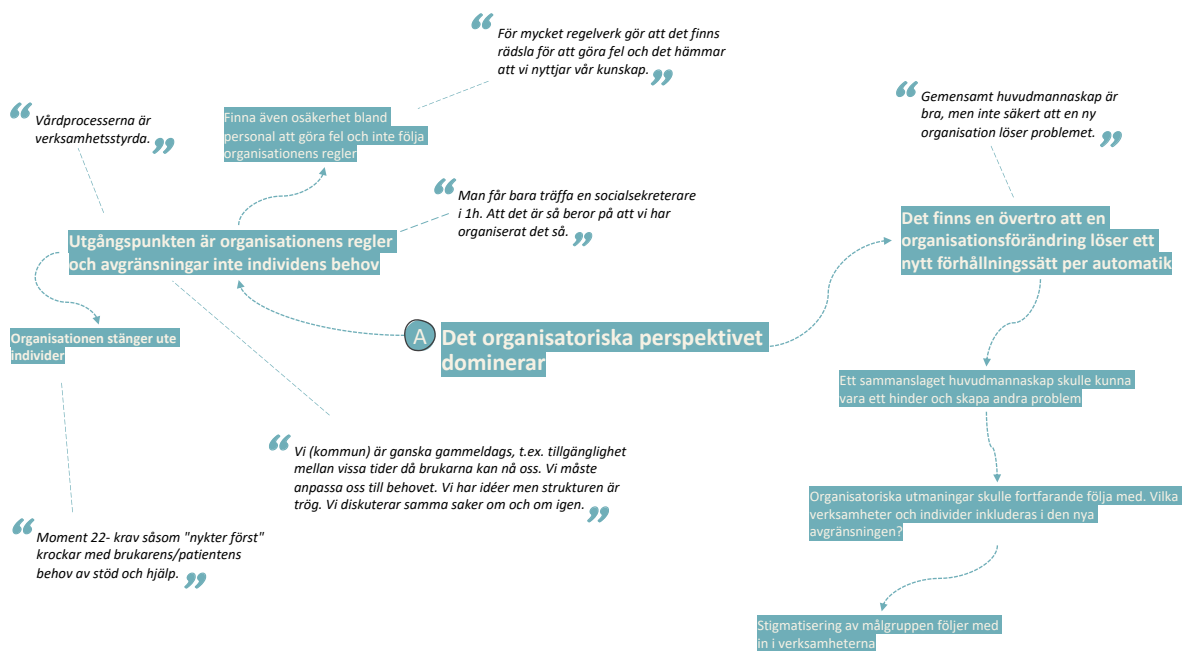 “ För mycket regelverk gör att det finns
rädsla för att göra fel och det hämmar
att vi nyttjar vår kunskap. ”
“ Vårdprocesserna är
verksamhetsstyrda. ”
Finna även osäkerhet bland
personal att göra fel och inte följa
organisationens regler
“ Man får bara träffa en socialsekreterare
i 1h. Att det är så beror på att vi har
organiserat det så. ”
Utgångspunkten är organisationens regler
och avgränsningar inte individens behov
Organisationen stänger ute
individer
A Det organisatoriska perspektivet
dominerar
“ Vi (kommun) är ganska gammeldags, t.ex. tillgänglighet
mellan vissa tider då brukarna kan nå oss. Vi måste
anpassa oss till behovet. Vi har idéer men strukturen är
trög. Vi diskuterar samma saker om och om igen. ”
“ Moment 22- krav såsom "nykter först"
krockar med brukarens/patientens
behov av stöd och hjälp. ”
“ Gemensamt huvudmannaskap är
bra, men inte säkert att en ny
organisation löser problemet. ”
Det finns en övertro att en
organisationsförändring löser ett
nytt förhållningssätt per automatik
Ett sammanslaget huvudmannaskap skulle kunna
vara ett hinder och skapa andra problem
Organisatoriska utmaningar skulle fortfarande följa med. Vilka
verksamheter och individer inkluderas i den nya
avgränsningen?
Stigmatisering av målgruppen följer med
in i verksamheterna